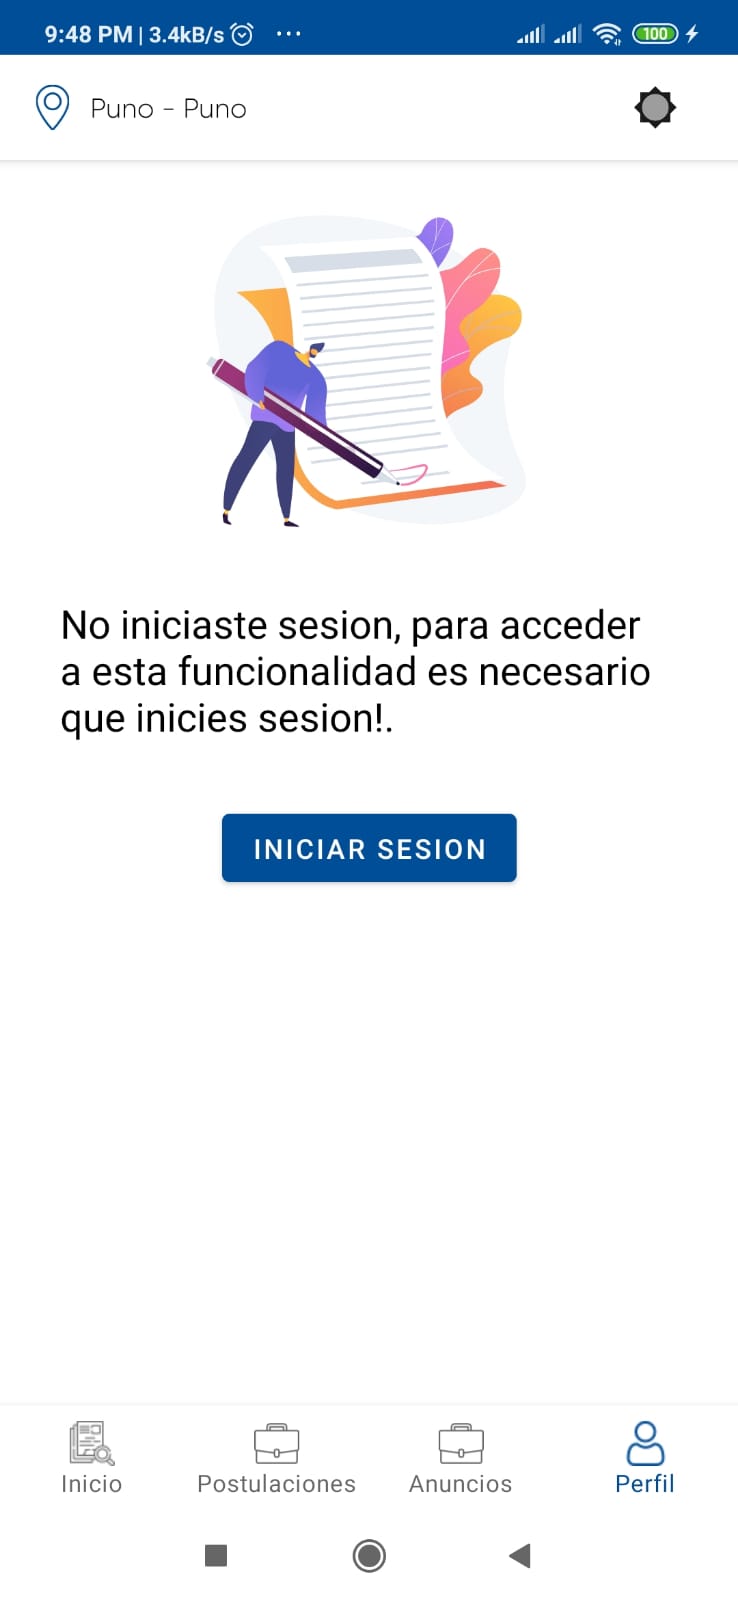 9:48 PM | 3.4kB/s ... 100
Puno - Puno
No iniciaste sesion, para acceder
a esta funcionalidad es necesario
que inicies sesion!.
INICIAR SESION
Inicio Postulaciones Anuncios Perfil